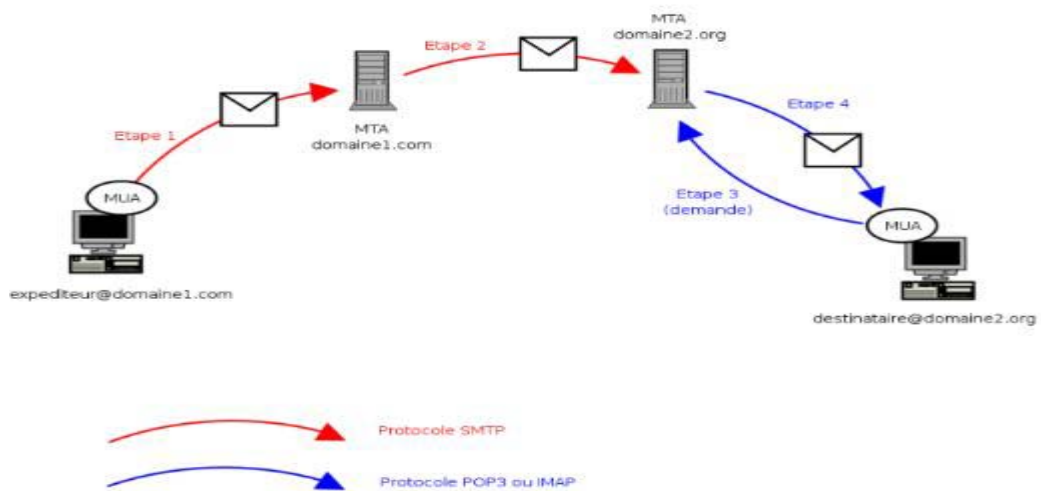 MTA
domaine2.org
Etape 2
Etape 1
MTA
domaine1.com
Etape 4
Etape 3
(demande)
MUA
MUA
expediteur@domaine1.com
destinataire@domaine2.org
Protocole SMTP
Protocole POP3 ou IMAP